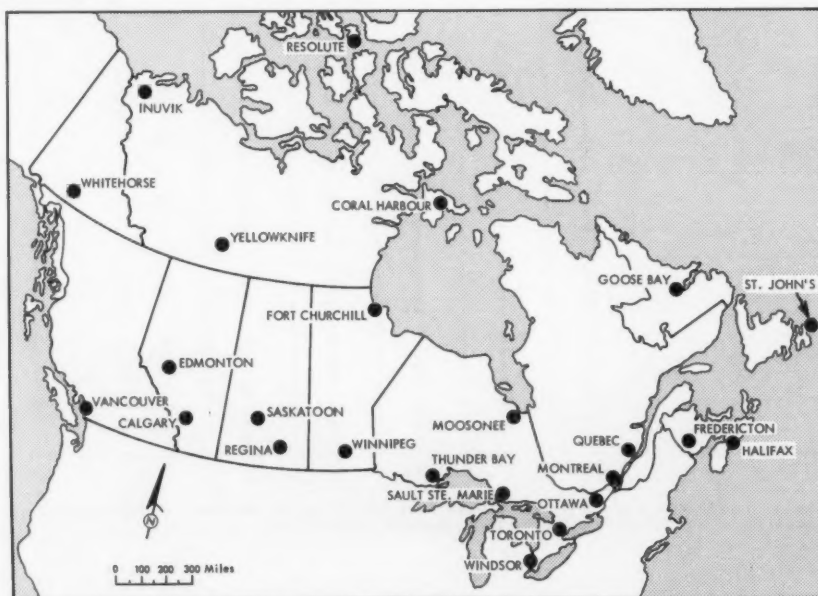 RESOLUTE
INUVIK
WHITEHORSE
CORAL HARBOUR
YELLOWKNIFE
GOOSE BAY
ST. JOHN'S
FORT CHURCHILL
EDMONTON
VANCOUVER
CALGARY
SASKATOON
MOOSONEE
REGINA
WINNIPEG
QUEBEC
FREDERICTON
HALIFAX
THUNDER BAY
MONTREAL
SAULT STE. MARIE
OTTAWA
N
TORONTO
WINDSOR
0 100 200 300 Miles